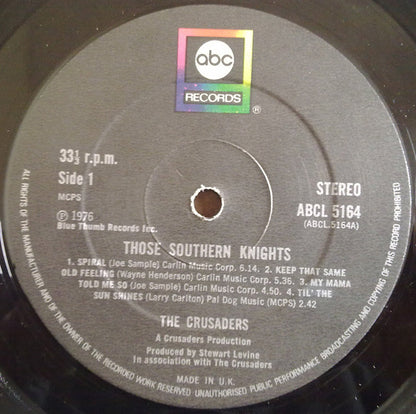 abc
RECORDS
®
33⅓ r.p.m.
Side 1
MCPS
℗ 1976
Blue Thumb Records Inc.
STEREO
ABCL 5164
(ABCL.5164A)
THOSE SOUTHERN KNIGHTS
1. SPIRAL (Joe Sample) Carlin Music Corp. 6.14. 2. KEEP THAT SAME
OLD FEELING (Wayne Henderson) Carlin Music Corp. 5.36. 3. MY MAMA
TOLD ME SO (Joe Sample) Carlin Music Corp. 4.50. 4. TIL' THE
SUN SHINES (Larry Carlton) Pal Dog Music (MCPS) 2.42
THE CRUSADERS
A Crusaders Production
Produced by Stewart Levine
In association with The Crusaders
MADE IN U.K.
ALL RIGHTS OF THE MANUFACTURER AND OF THE OWNER OF THE RECORDED WORK RESERVED · UNAUTHORISED PUBLIC PERFORMANCE BROADCASTING AND COPYING OF THIS RECORD PROHIBITED